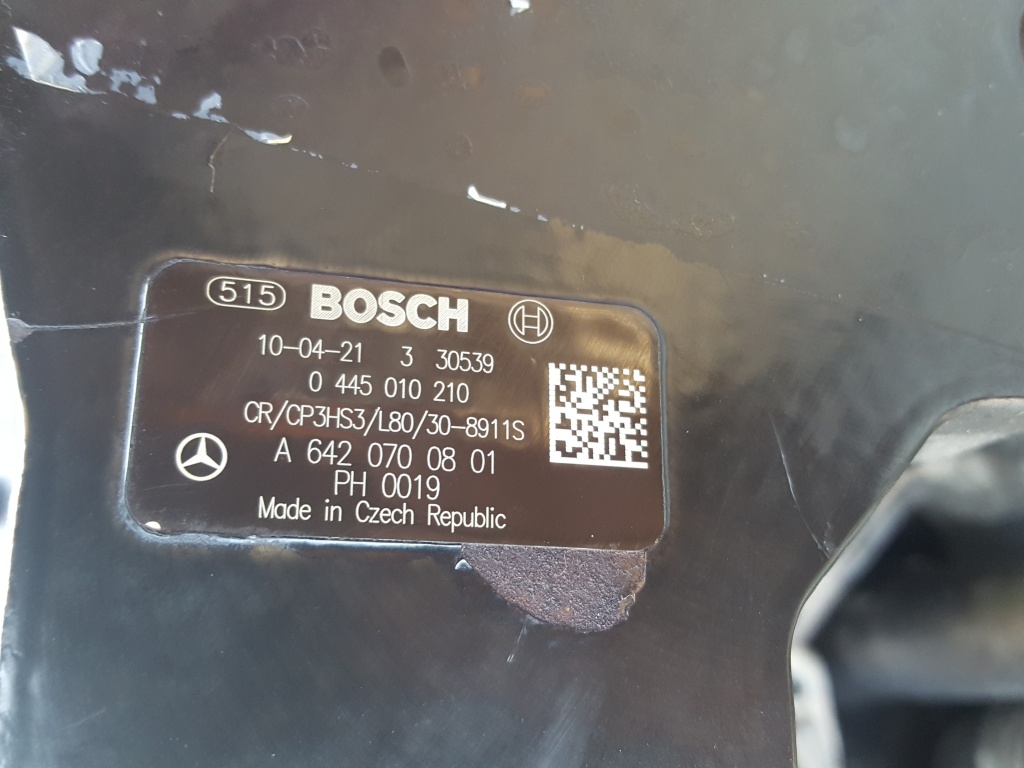 515 BOSCH
10-04-21 3 30539
0 445 010 210
CR/CP3HS3/L80/30-8911S
A 642 070 08 01
PH 0019
Made in Czech Republic